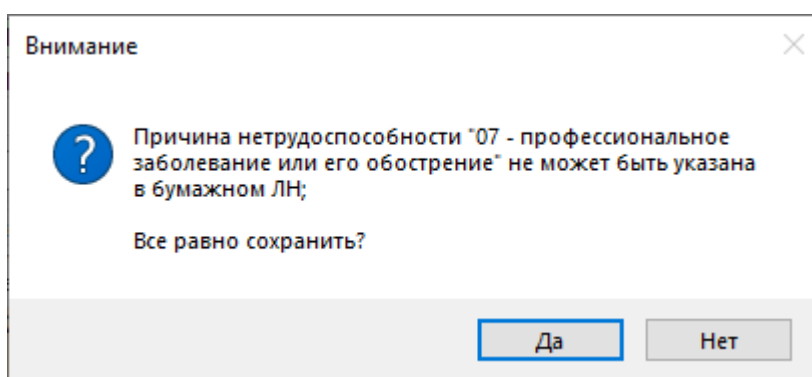 Внимание
Причина нетрудоспособности "07 - профессиональное
заболевание или его обострение" не может быть указана
в бумажном ЛН;
Все равно сохранить?
Да
Нет